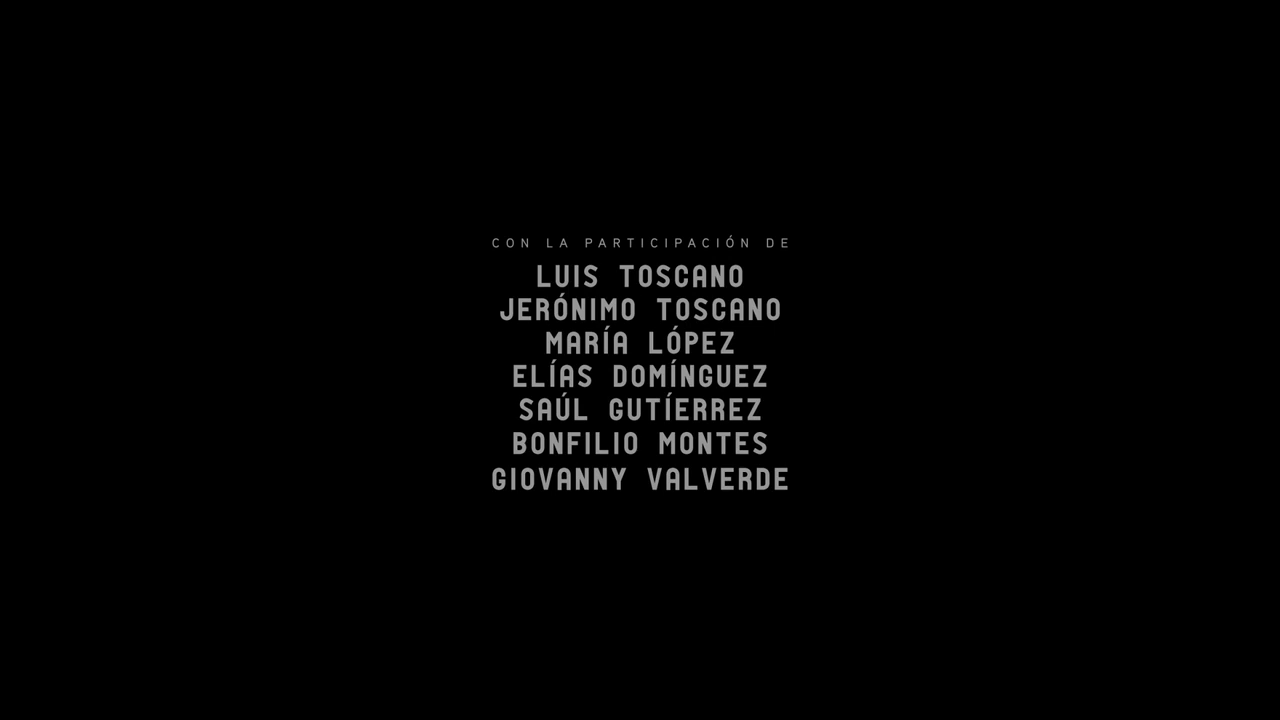 CON LA PARTICIPACIÓN DE
LUIS TOSCANO
JERÓNIMO TOSCANO
MARÍA LÓPEZ
ELÍAS DOMÍNGUEZ
SAÚL GUTÍERREZ
BONFILIO MONTES
GIOVANNY VALVERDE